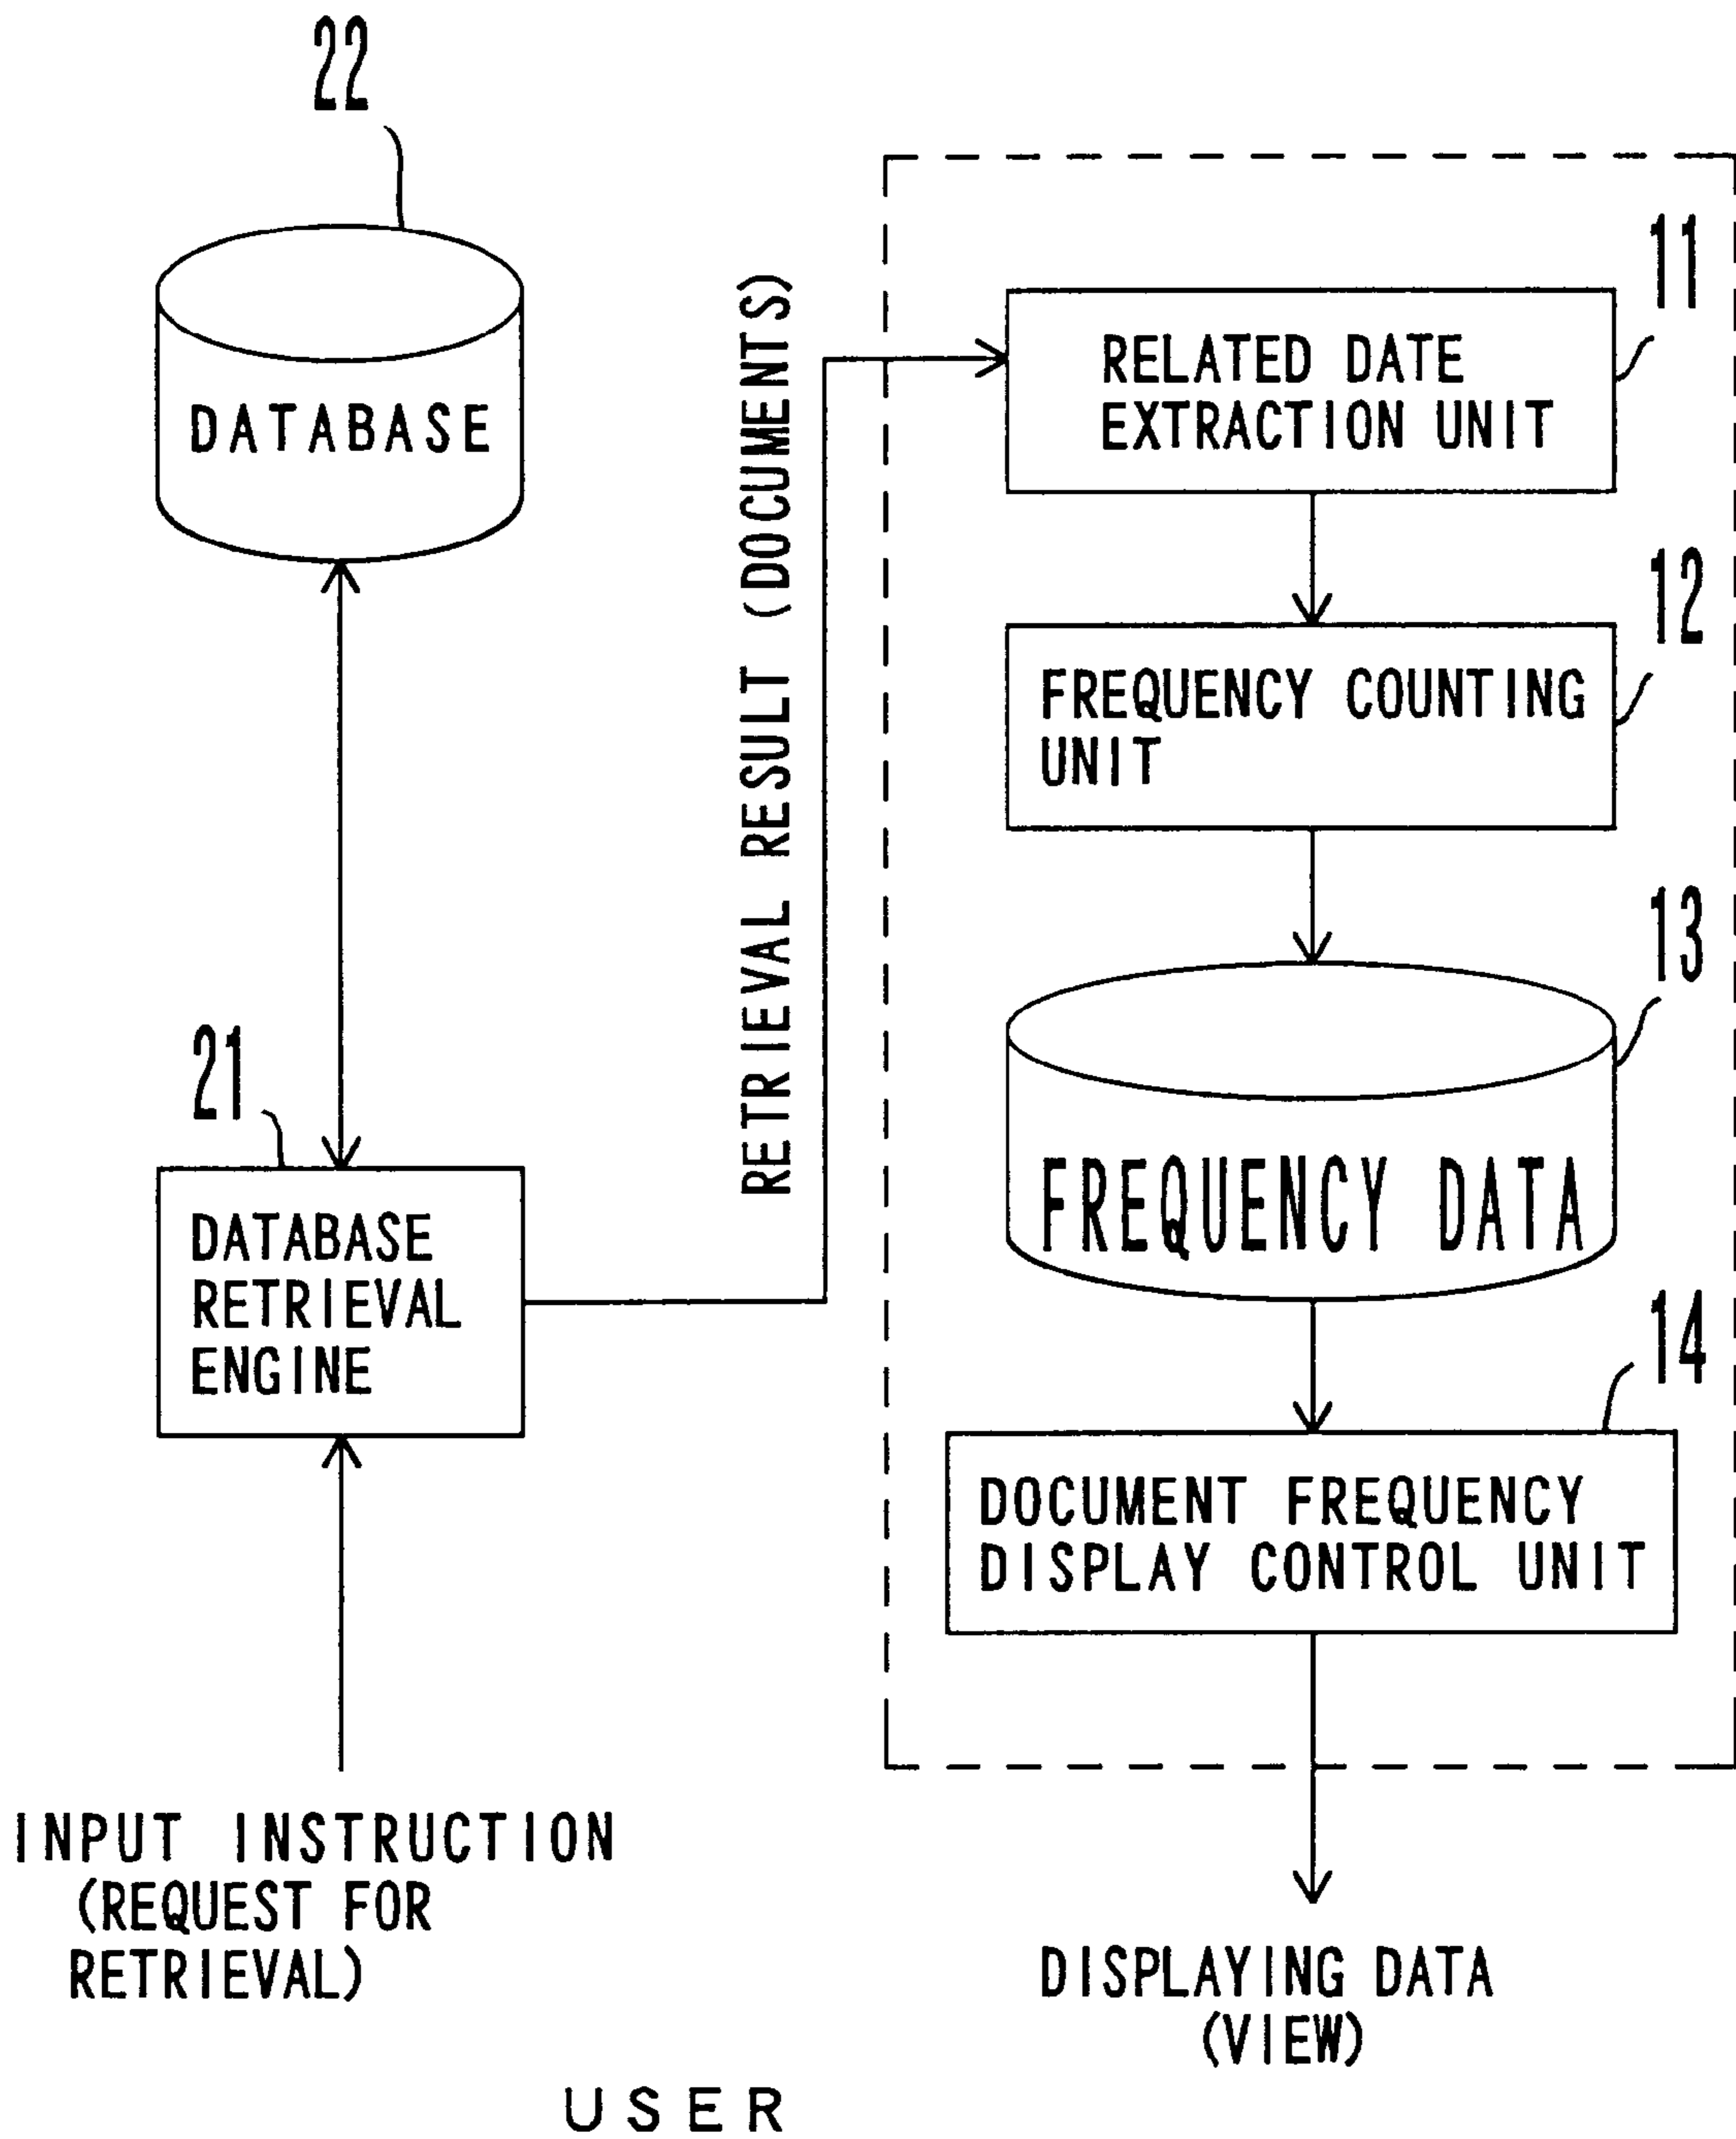 22
DATABASE
21
DATABASE
RETRIEVAL
ENGINE
INPUT INSTRUCTION
(REQUEST FOR
RETRIEVAL)
RETRIEVAL RESULT (DOCUMENTS)
11
RELATED DATE
EXTRACTION UNIT
12
FREQUENCY COUNTING
UNIT
13
FREQUENCY DATA
14
DOCUMENT FREQUENCY
DISPLAY CONTROL UNIT
DISPLAYING DATA
(VIEW)
USER